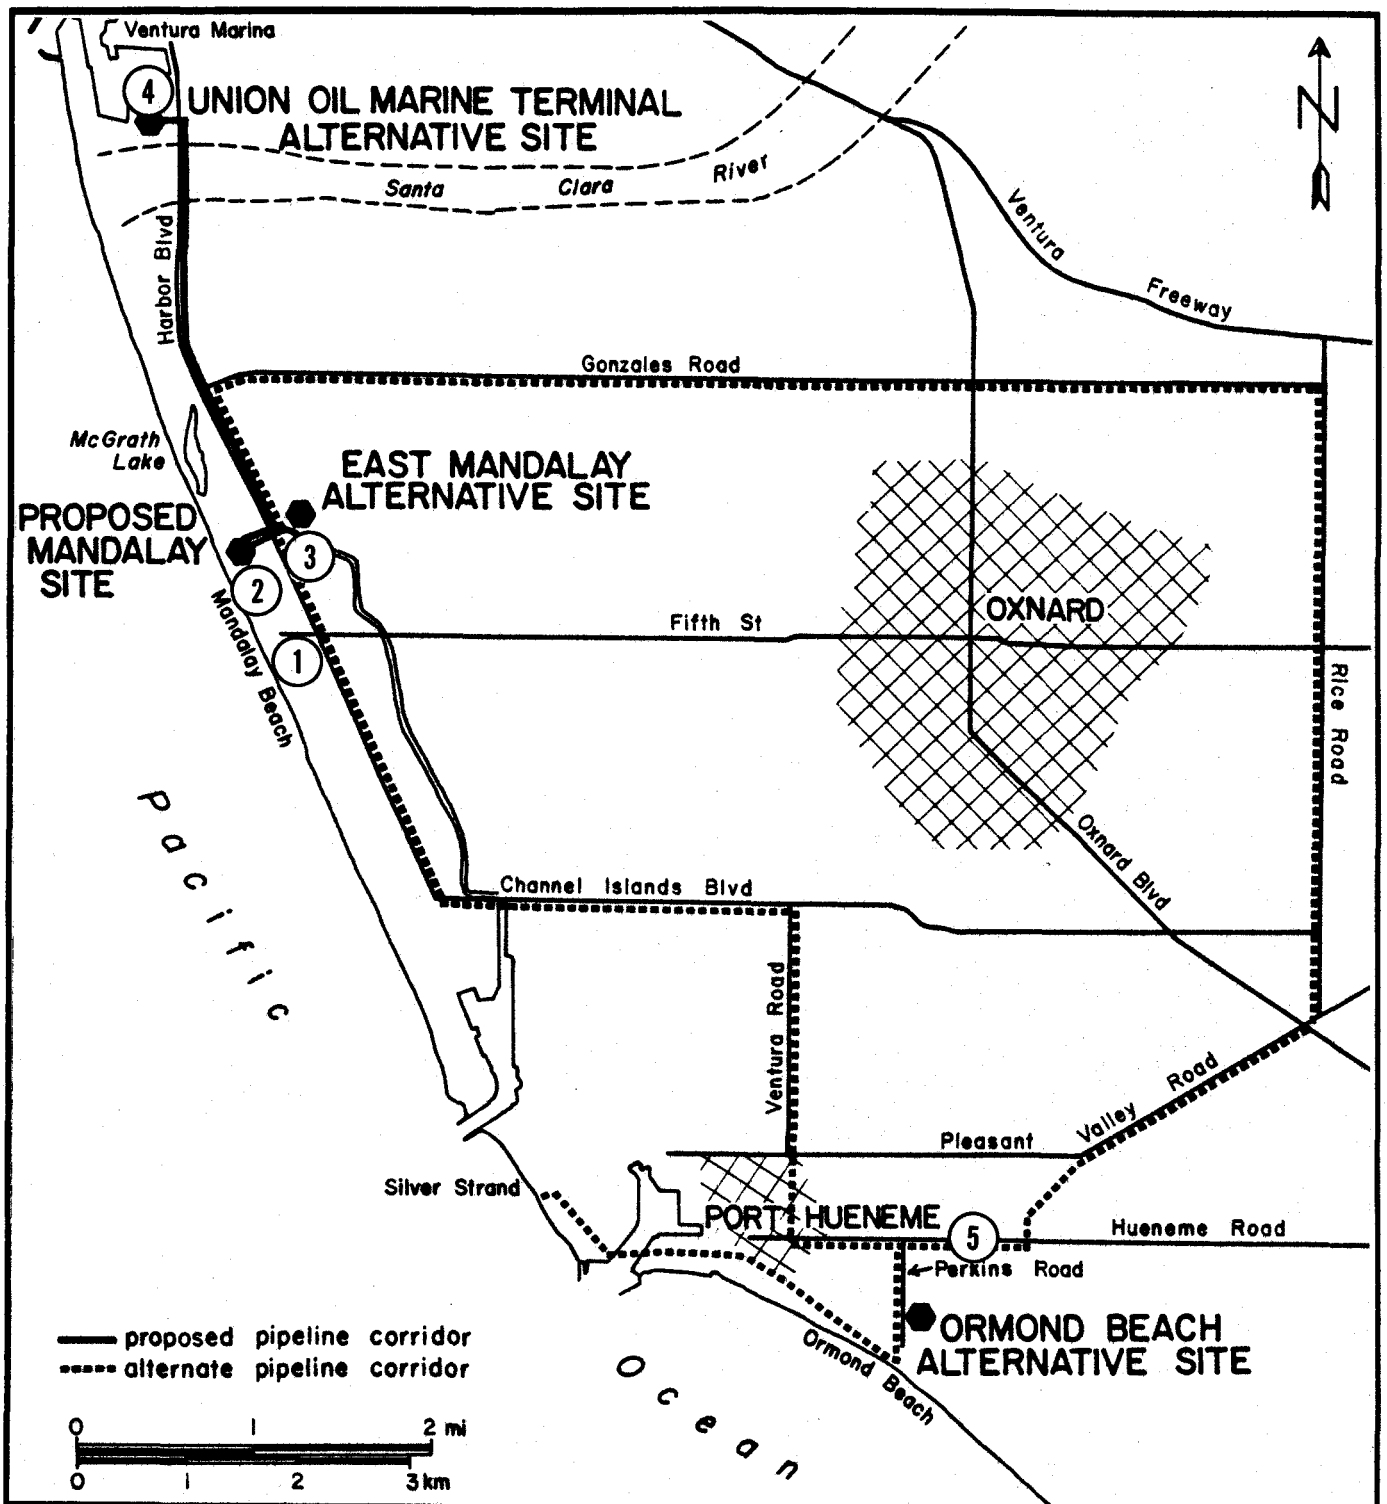 Ventura Marina
4
UNION OIL MARINE TERMINAL
ALTERNATIVE SITE
N
Santa Clara River
Harbor Blvd
Ventura Freeway
Gonzales Road
McGrath
Lake
EAST MANDALAY
ALTERNATIVE SITE
PROPOSED
MANDALAY
SITE
3
2
Mandalay Beach
1
Fifth St
OXNARD
Rice Road
Pacific
Channel Islands Blvd
Oxnard Blvd
Ventura Road
Pleasant Valley Road
Silver Strand
PORT HUENEME
5
Hueneme Road
Perkins Road
ORMOND BEACH
ALTERNATIVE SITE
Ormond Beach
Ocean
proposed pipeline corridor
alternate pipeline corridor
0 1 2 mi
0 1 2 3 km